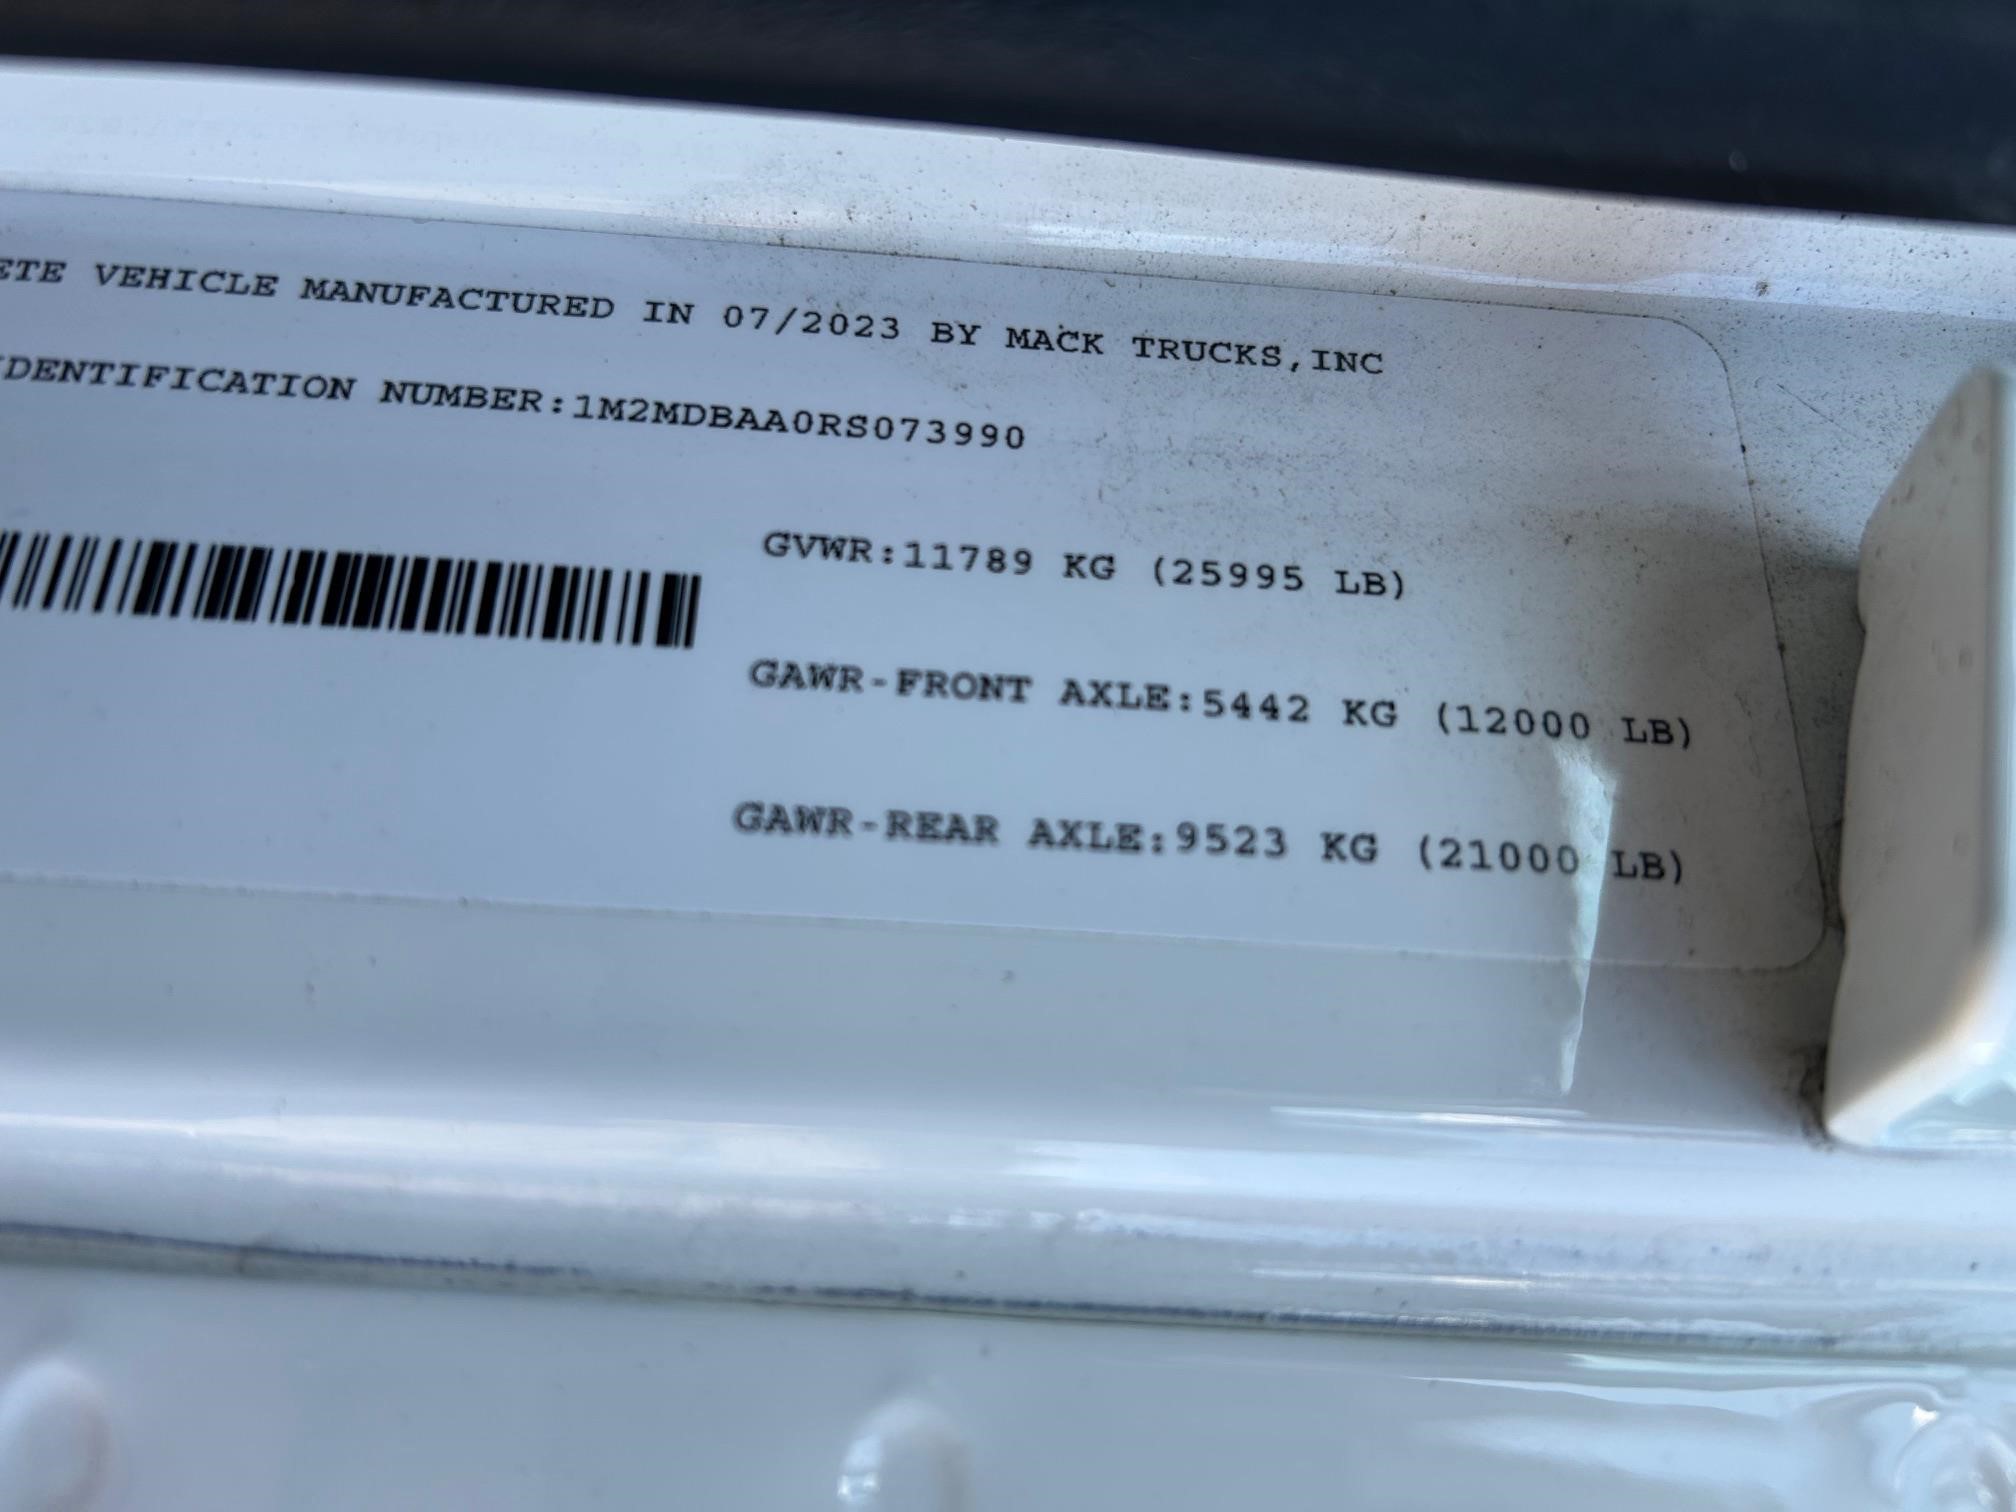 ETE VEHICLE MANUFACTURED IN 07/2023 BY MACK TRUCKS,INC
IDENTIFICATION NUMBER:1M2MDBAA0RS073990
GVWR:11789 KG (25995 LB)
GAWR-FRONT AXLE:5442 KG (12000 LB)
GAWR-REAR AXLE:9523 KG (21000 LB)